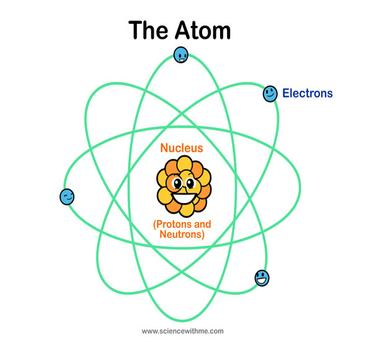 The Atom
Electrons
Nucleus
(Protons and
Neutrons)
www.sciencewithme.com